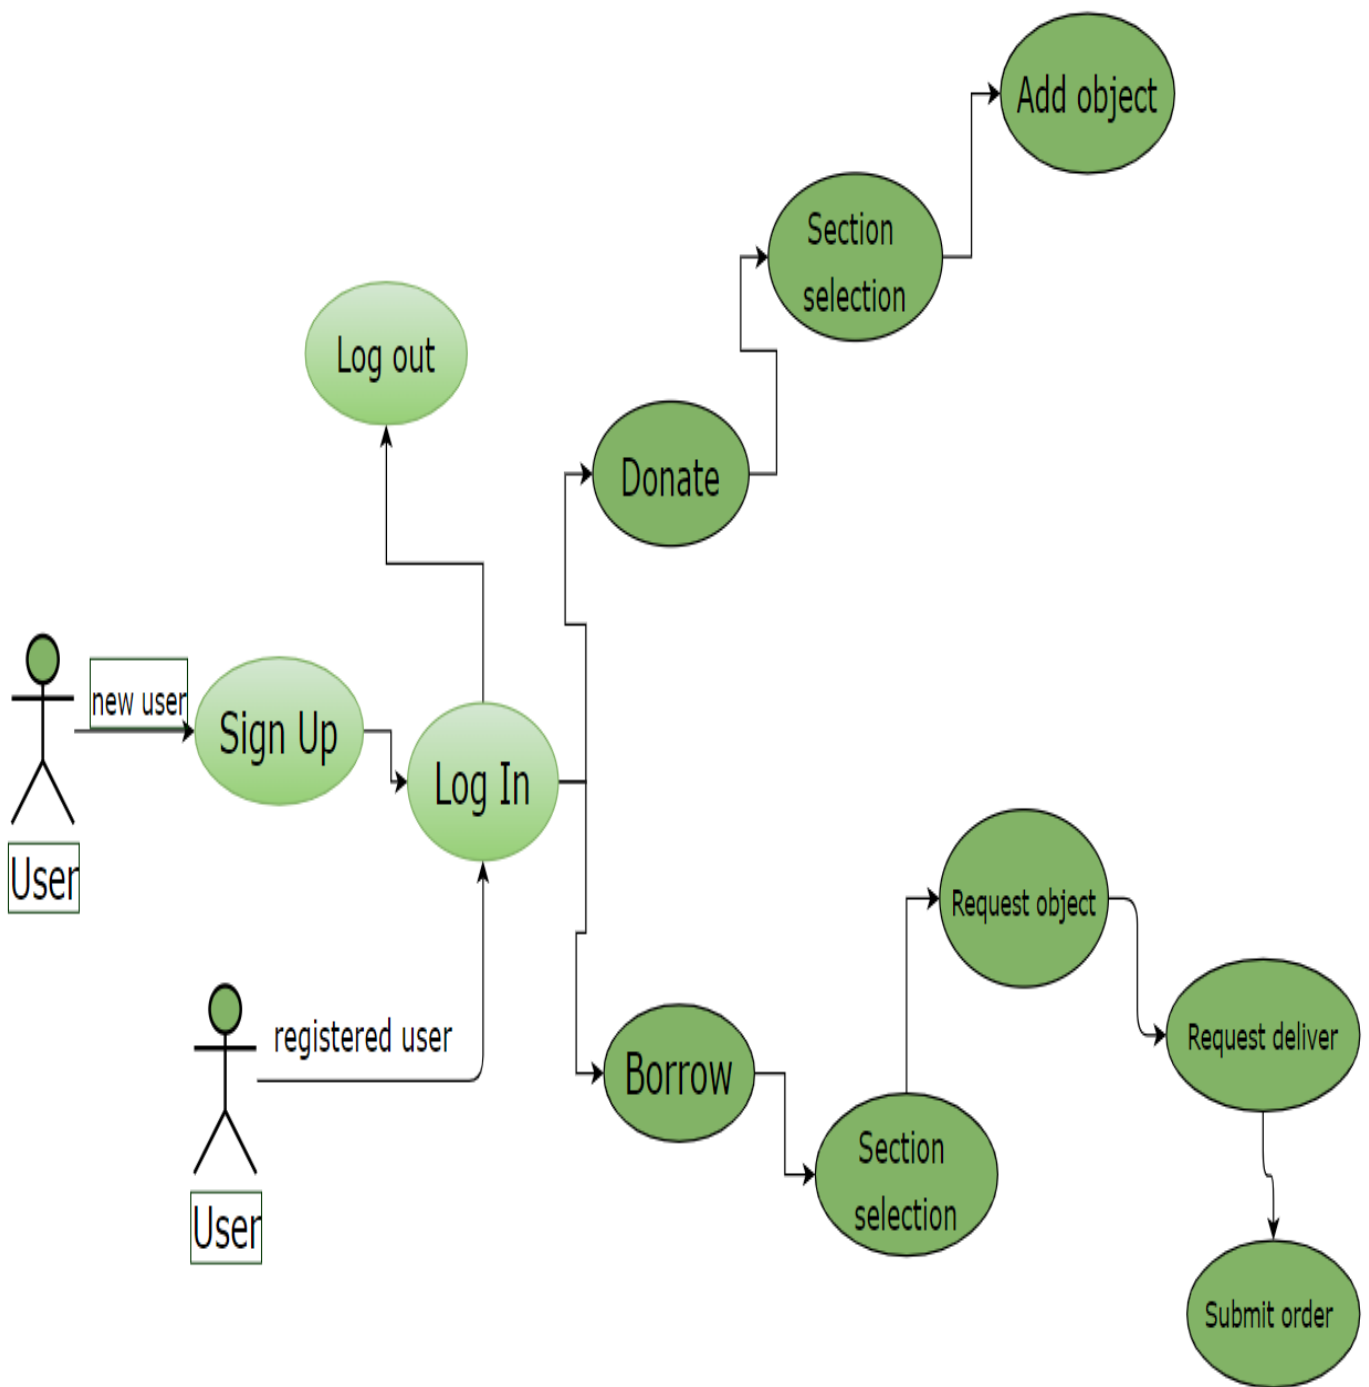 Add object
Section
selection
Log out
Donate
new user
Sign Up
Log In
User
Request object
registered user
Request deliver
Borrow
Section
selection
User
Submit order